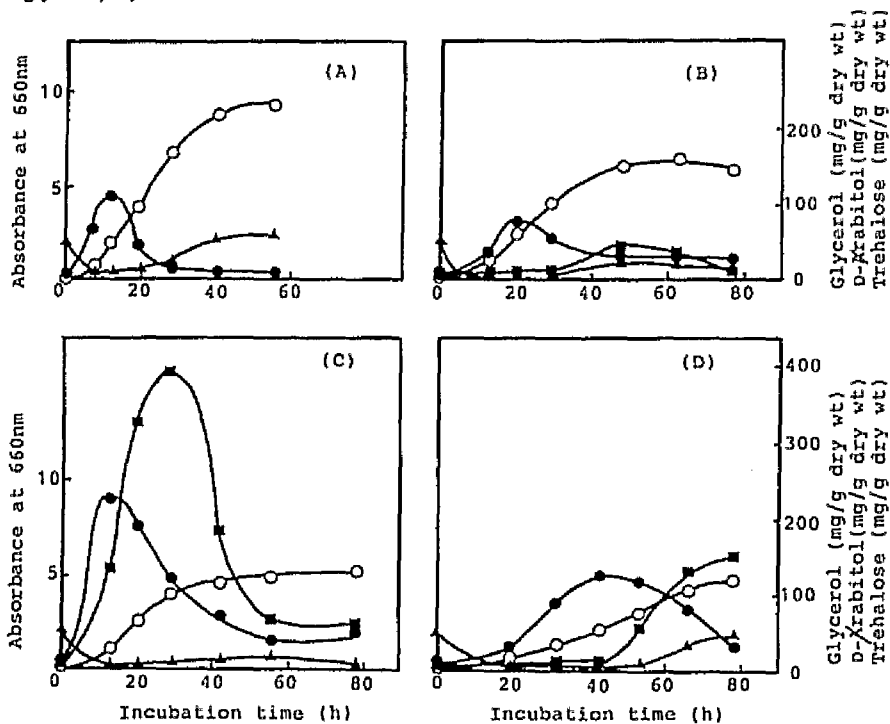 (A)
(B)
Absorbance at 660nm
10
5
0
0 20 40 60
0 20 40 60 80
200
100
0
Glycerol (mg/g dry wt)
D-Arabitol(mg/g dry wt)
Trehalose (mg/g dry wt)
(C)
(D)
Absorbance at 660nm
10
5
0
0 20 40 60 80
0 20 40 60 80
400
300
200
100
0
Glycerol (mg/g dry wt)
D-Arabitol(mg/g dry wt)
Trehalose (mg/g dry wt)
Incubation time (h)
Incubation time (h)